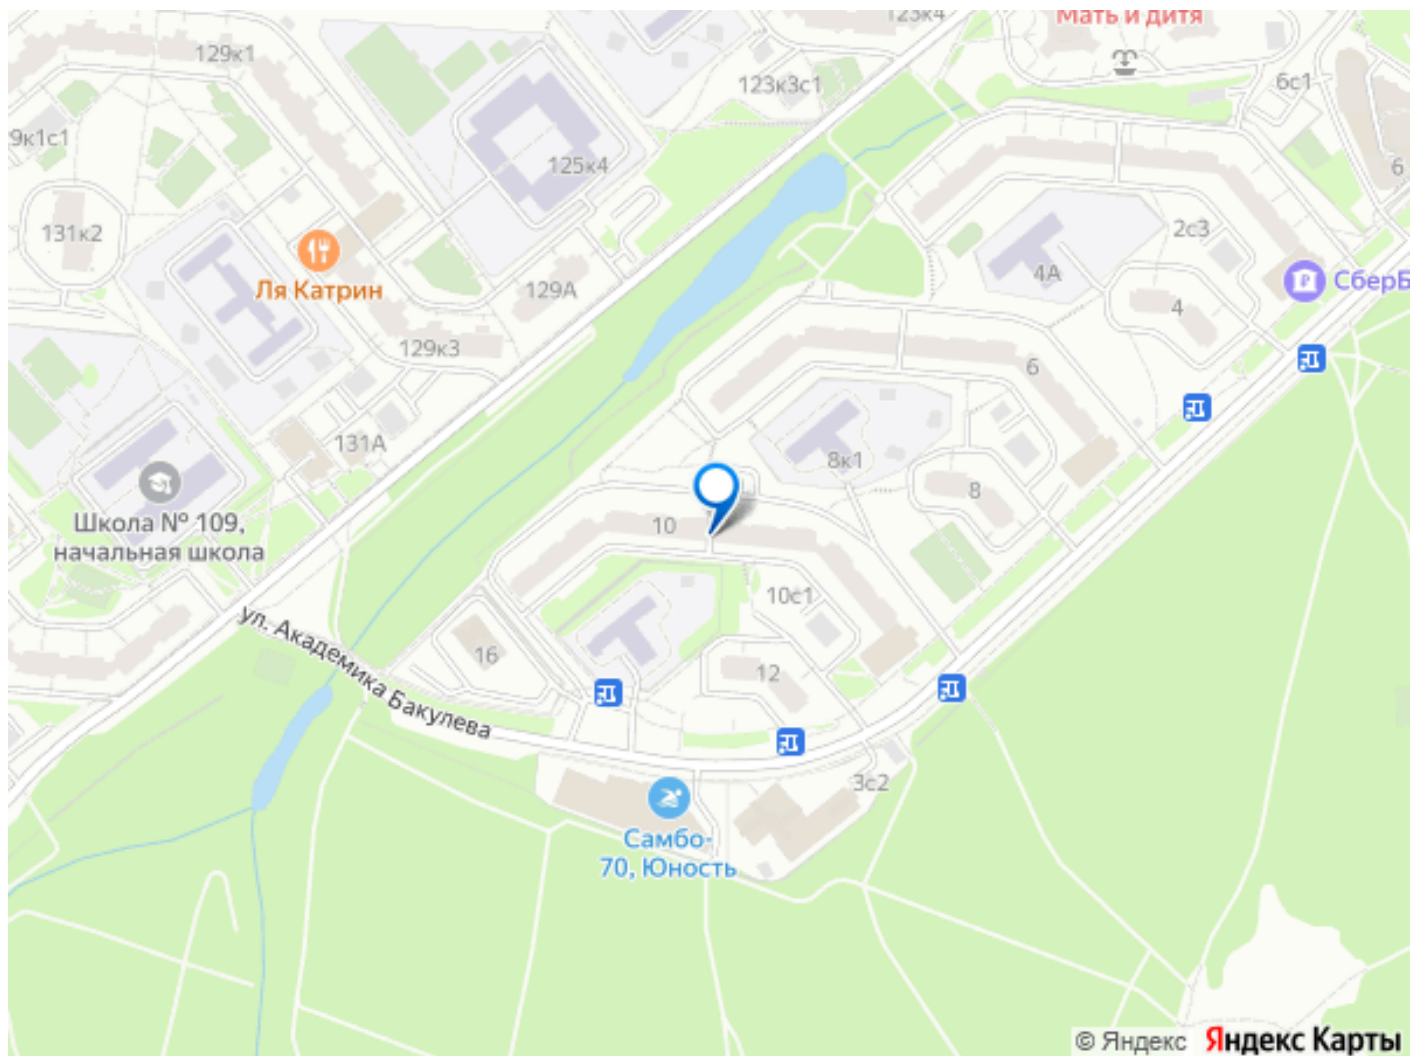 123к4
Мать и дитя
129к1
123к3с1
6с1
9к1с1
125к4
6
131к2
2с3
4А
Ля Катрин
129А
СберБ
4
129к3
6
131А
8к1
8
Школа № 109,
начальная школа
10
10с1
ул. Академика Бакулева
16
12
3с2
Самбо-
70, Юность
© Яндекс Яндекс Карты